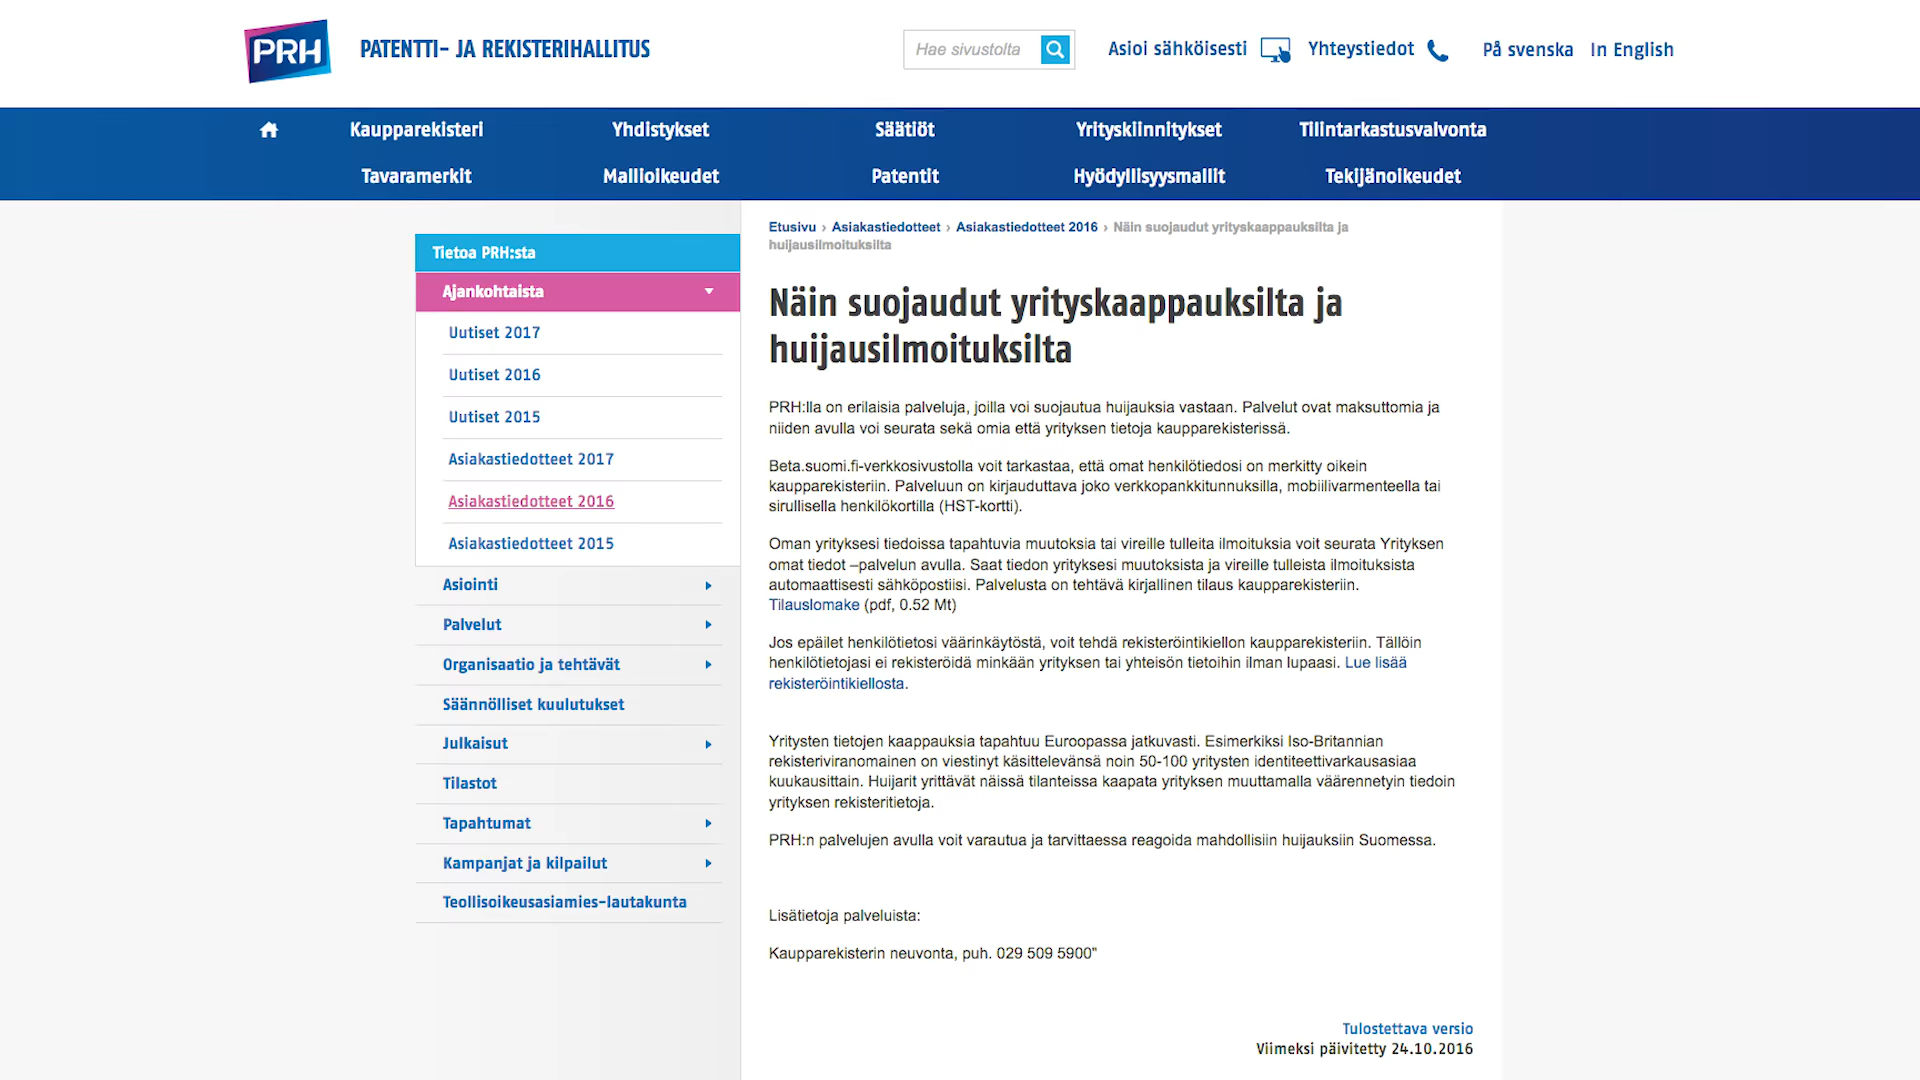 PRH
PATENTTI- JA REKISTERIHALLITUS
Hae sivustolta
Asioi sähköisesti
Yhteystiedot
På svenska
In English
Kaupparekisteri
Yhdistykset
Säätiöt
Yrityskiinnitykset
Tilintarkastusvalvonta
Tavaramerkit
Mallioikeudet
Patentit
Hyödyllisyysmallit
Tekijänoikeudet
Tietoa PRH:sta
Ajankohtaista
Uutiset 2017
Uutiset 2016
Uutiset 2015
Asiakastiedotteet 2017
Asiakastiedotteet 2016
Asiakastiedotteet 2015
Asiointi
Palvelut
Organisaatio ja tehtävät
Säännölliset kuulutukset
Julkaisut
Tilastot
Tapahtumat
Kampanjat ja kilpailut
Teollisoikeusasiamies-lautakunta
Etusivu › Asiakastiedotteet › Asiakastiedotteet 2016 › Näin suojaudut yrityskaappauksilta ja
huijausilmoituksilta
Näin suojaudut yrityskaappauksilta ja
huijausilmoituksilta
PRH:lla on erilaisia palveluja, joilla voi suojautua huijauksia vastaan. Palvelut ovat maksuttomia ja
niiden avulla voi seurata sekä omia että yrityksen tietoja kaupparekisterissä.
Beta.suomi.fi-verkkosivustolla voit tarkastaa, että omat henkilötiedosi on merkitty oikein
kaupparekisteriin. Palveluun on kirjauduttava joko verkkopankkitunnuksilla, mobiilivarmenteella tai
sirullisella henkilökortilla (HST-kortti).
Oman yrityksesi tiedoissa tapahtuvia muutoksia tai vireille tulleita ilmoituksia voit seurata Yrityksen
omat tiedot –palvelun avulla. Saat tiedon yrityksesi muutoksista ja vireille tulleista ilmoituksista
automaattisesti sähköpostiisi. Palvelusta on tehtävä kirjallinen tilaus kaupparekisteriin.
Tilauslomake (pdf, 0.52 Mt)
Jos epäilet henkilötietosi väärinkäytöstä, voit tehdä rekisteröintikiellon kaupparekisteriin. Tällöin
henkilötietojasi ei rekisteröidä minkään yrityksen tai yhteisön tietoihin ilman lupaasi. Lue lisää
rekisteröintikiellosta.
Yritysten tietojen kaappauksia tapahtuu Euroopassa jatkuvasti. Esimerkiksi Iso-Britannian
rekisteriviranomainen on viestinyt käsittelevänsä noin 50-100 yritysten identiteettivarkausasiaa
kuukausittain. Huijarit yrittävät näissä tilanteissa kaapata yrityksen muuttamalla väärennetyin tiedoin
yrityksen rekisteritietoja.
PRH:n palvelujen avulla voit varautua ja tarvittaessa reagoida mahdollisiin huijauksiin Suomessa.
Lisätietoja palveluista:
Kaupparekisterin neuvonta, puh. 029 509 5900"
Tulostettava versio
Viimeksi päivitetty 24.10.2016